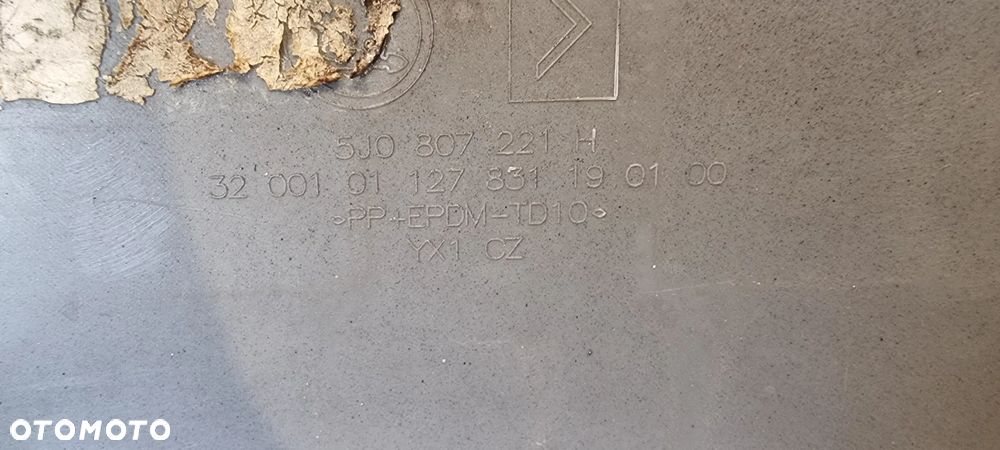 5J0 807 221 H
32 001 01 127 831 19 01 00
>PP+EPDM-TD10<
YX1 CZ
OTOMOTO